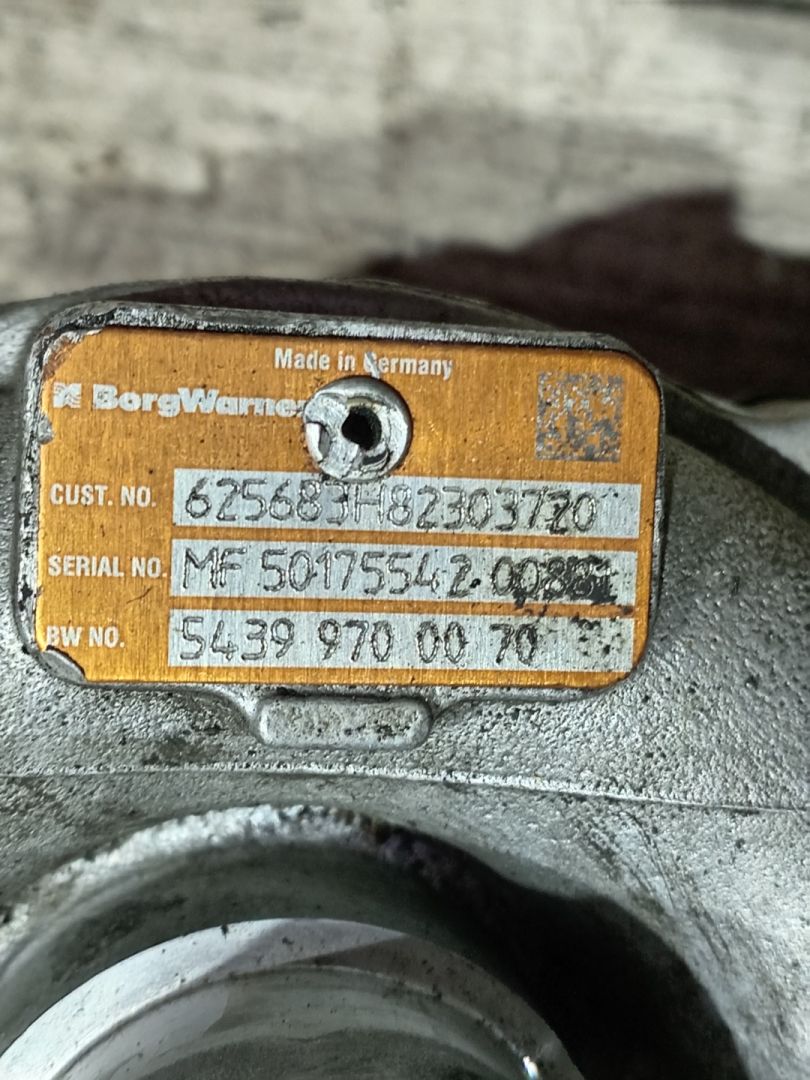 Made in Germany
BorgWarner
CUST. NO. 625683H82303720
SERIAL NO. MF 50175542
BW NO. 5439 970 00 70